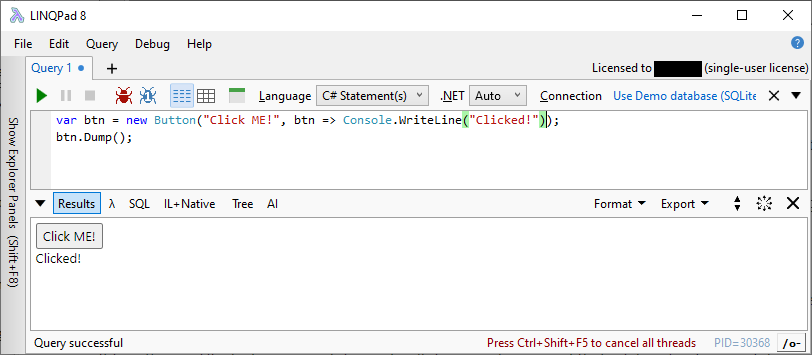 LINQPad 8
File Edit Query Debug Help ?
Query 1 + Licensed to (single-user license)
Language C# Statement(s) .NET Auto Connection Use Demo database (SQLite
var btn = new Button("Click ME!", btn => Console.WriteLine("Clicked!"));
btn.Dump();
Show Explorer Panels (Shift+F8)
Results λ SQL IL+Native Tree AI Format Export
Click ME!
Clicked!
Query successful Press Ctrl+Shift+F5 to cancel all threads PID=30368 /o-